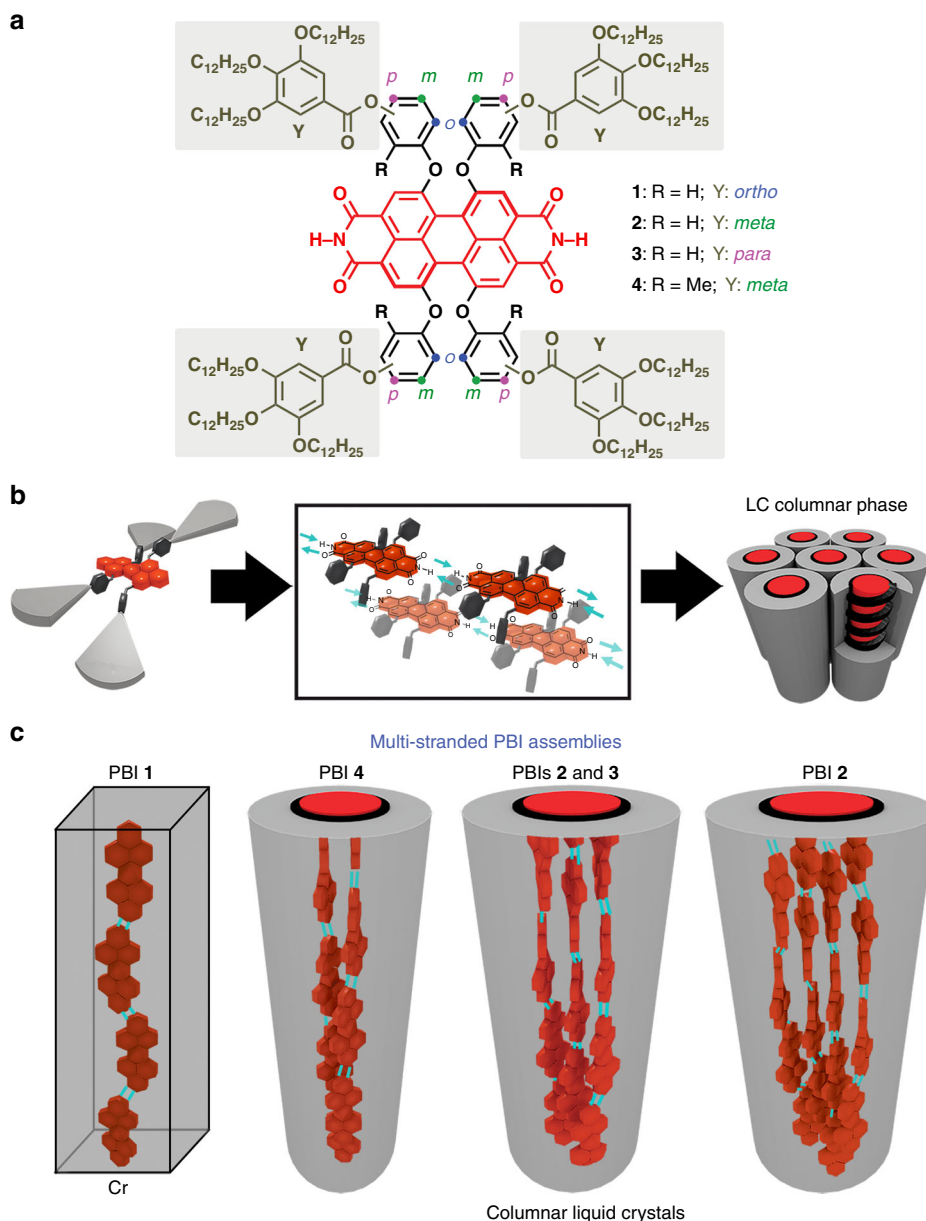 a
OC12H25 OC12H25
C12H25O OC12H25
C12H25O OC12H25
p m m p
Y O o O Y
O R O O R O
O O
H–N N–H
O O
1: R = H; Y: ortho
2: R = H; Y: meta
3: R = H; Y: para
4: R = Me; Y: meta
R O O R
Y O O Y
C12H25O O o O OC12H25
C12H25O p m m p OC12H25
OC12H25 OC12H25
b
LC columnar phase
c
Multi-stranded PBI assemblies
PBI 1 PBI 4 PBIs 2 and 3 PBI 2
Cr
Columnar liquid crystals